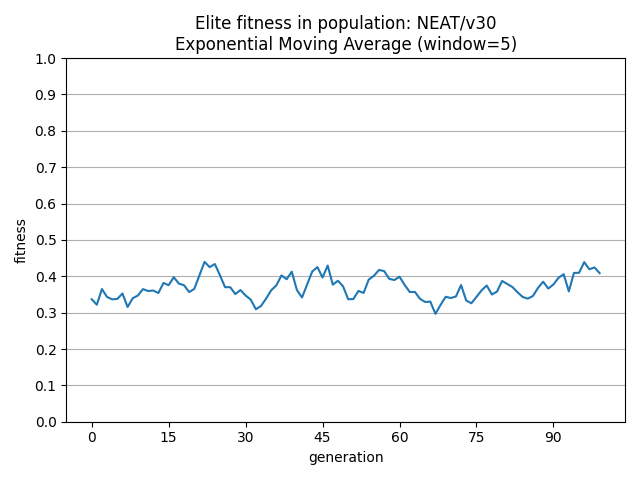 Elite fitness in population: NEAT/v30
Exponential Moving Average (window=5)
1.0
0.9
0.8
0.7
0.6
0.5
0.4
0.3
0.2
0.1
0.0
fitness
0 15 30 45 60 75 90
generation